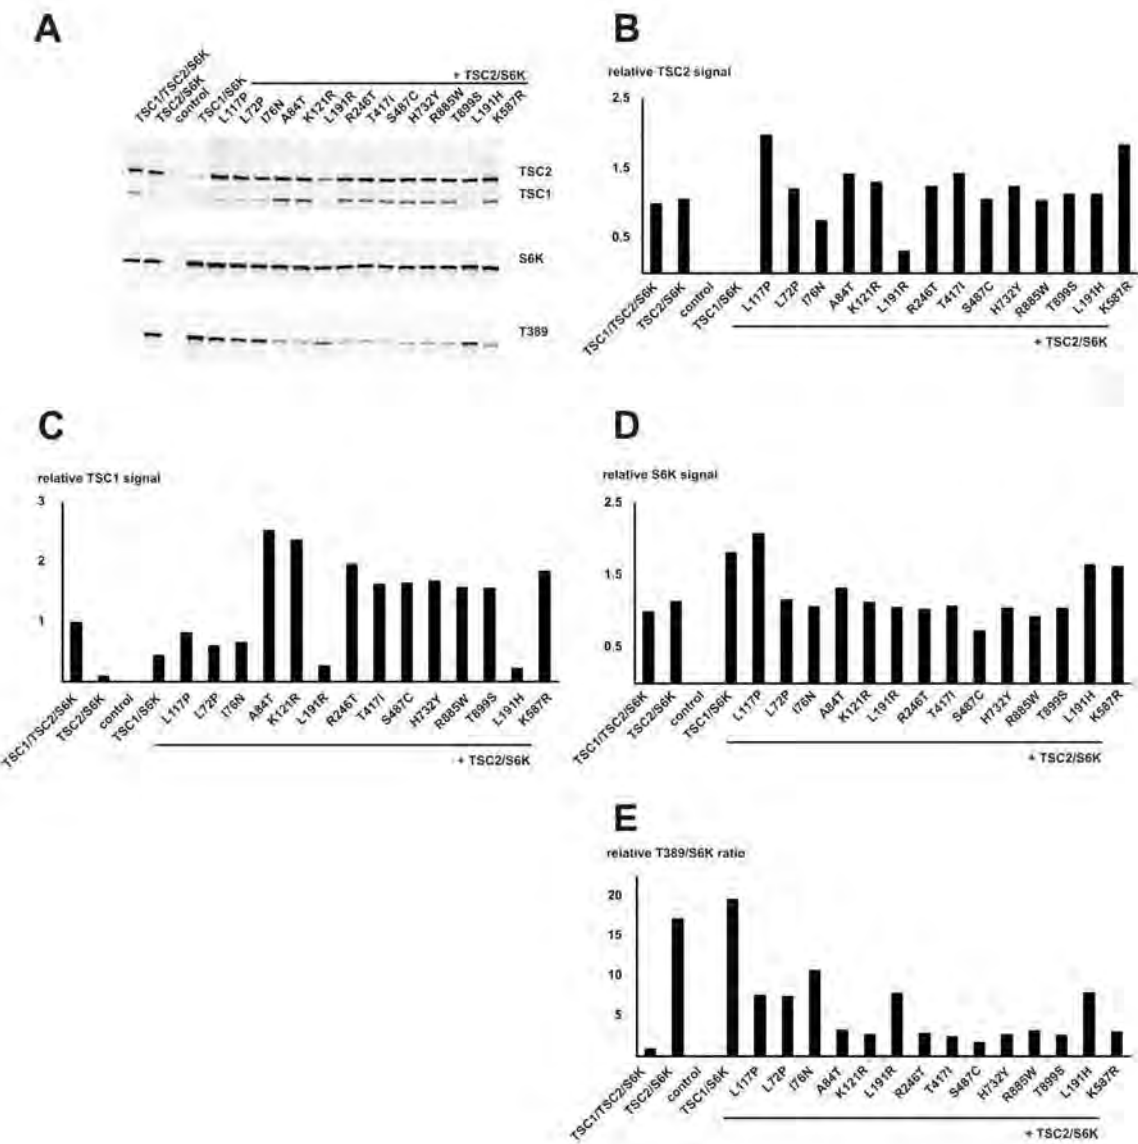 A
TSC1/TSC2/S6K
TSC2/S6K
control
TSC1/S6K
L117P
L72P
I76N
A84T
K121R
L191R
R246T
T417I
S487C
H732Y
R885W
T899S
L191H
K587R
+ TSC2/S6K
TSC2
TSC1
S6K
T389
B
relative TSC2 signal
2.5
1.5
0.5
TSC1/TSC2/S6K
TSC2/S6K
control
TSC1/S6K
L117P
L72P
I76N
A84T
K121R
L191R
R246T
T417I
S487C
H732Y
R885W
T899S
L191H
K587R
+ TSC2/S6K
C
relative TSC1 signal
3
2
1
TSC1/TSC2/S6K
TSC2/S6K
control
TSC1/S6K
L117P
L72P
I76N
A84T
K121R
L191R
R246T
T417I
S487C
H732Y
R885W
T899S
L191H
K587R
+ TSC2/S6K
D
relative S6K signal
2.5
1.5
0.5
TSC1/TSC2/S6K
TSC2/S6K
control
TSC1/S6K
L117P
L72P
I76N
A84T
K121R
L191R
R246T
T417I
S487C
H732Y
R885W
T899S
L191H
K587R
+ TSC2/S6K
E
relative T389/S6K ratio
20
15
10
5
TSC1/TSC2/S6K
TSC2/S6K
control
TSC1/S6K
L117P
L72P
I76N
A84T
K121R
L191R
R246T
T417I
S487C
H732Y
R885W
T899S
L191H
K587R
+ TSC2/S6K